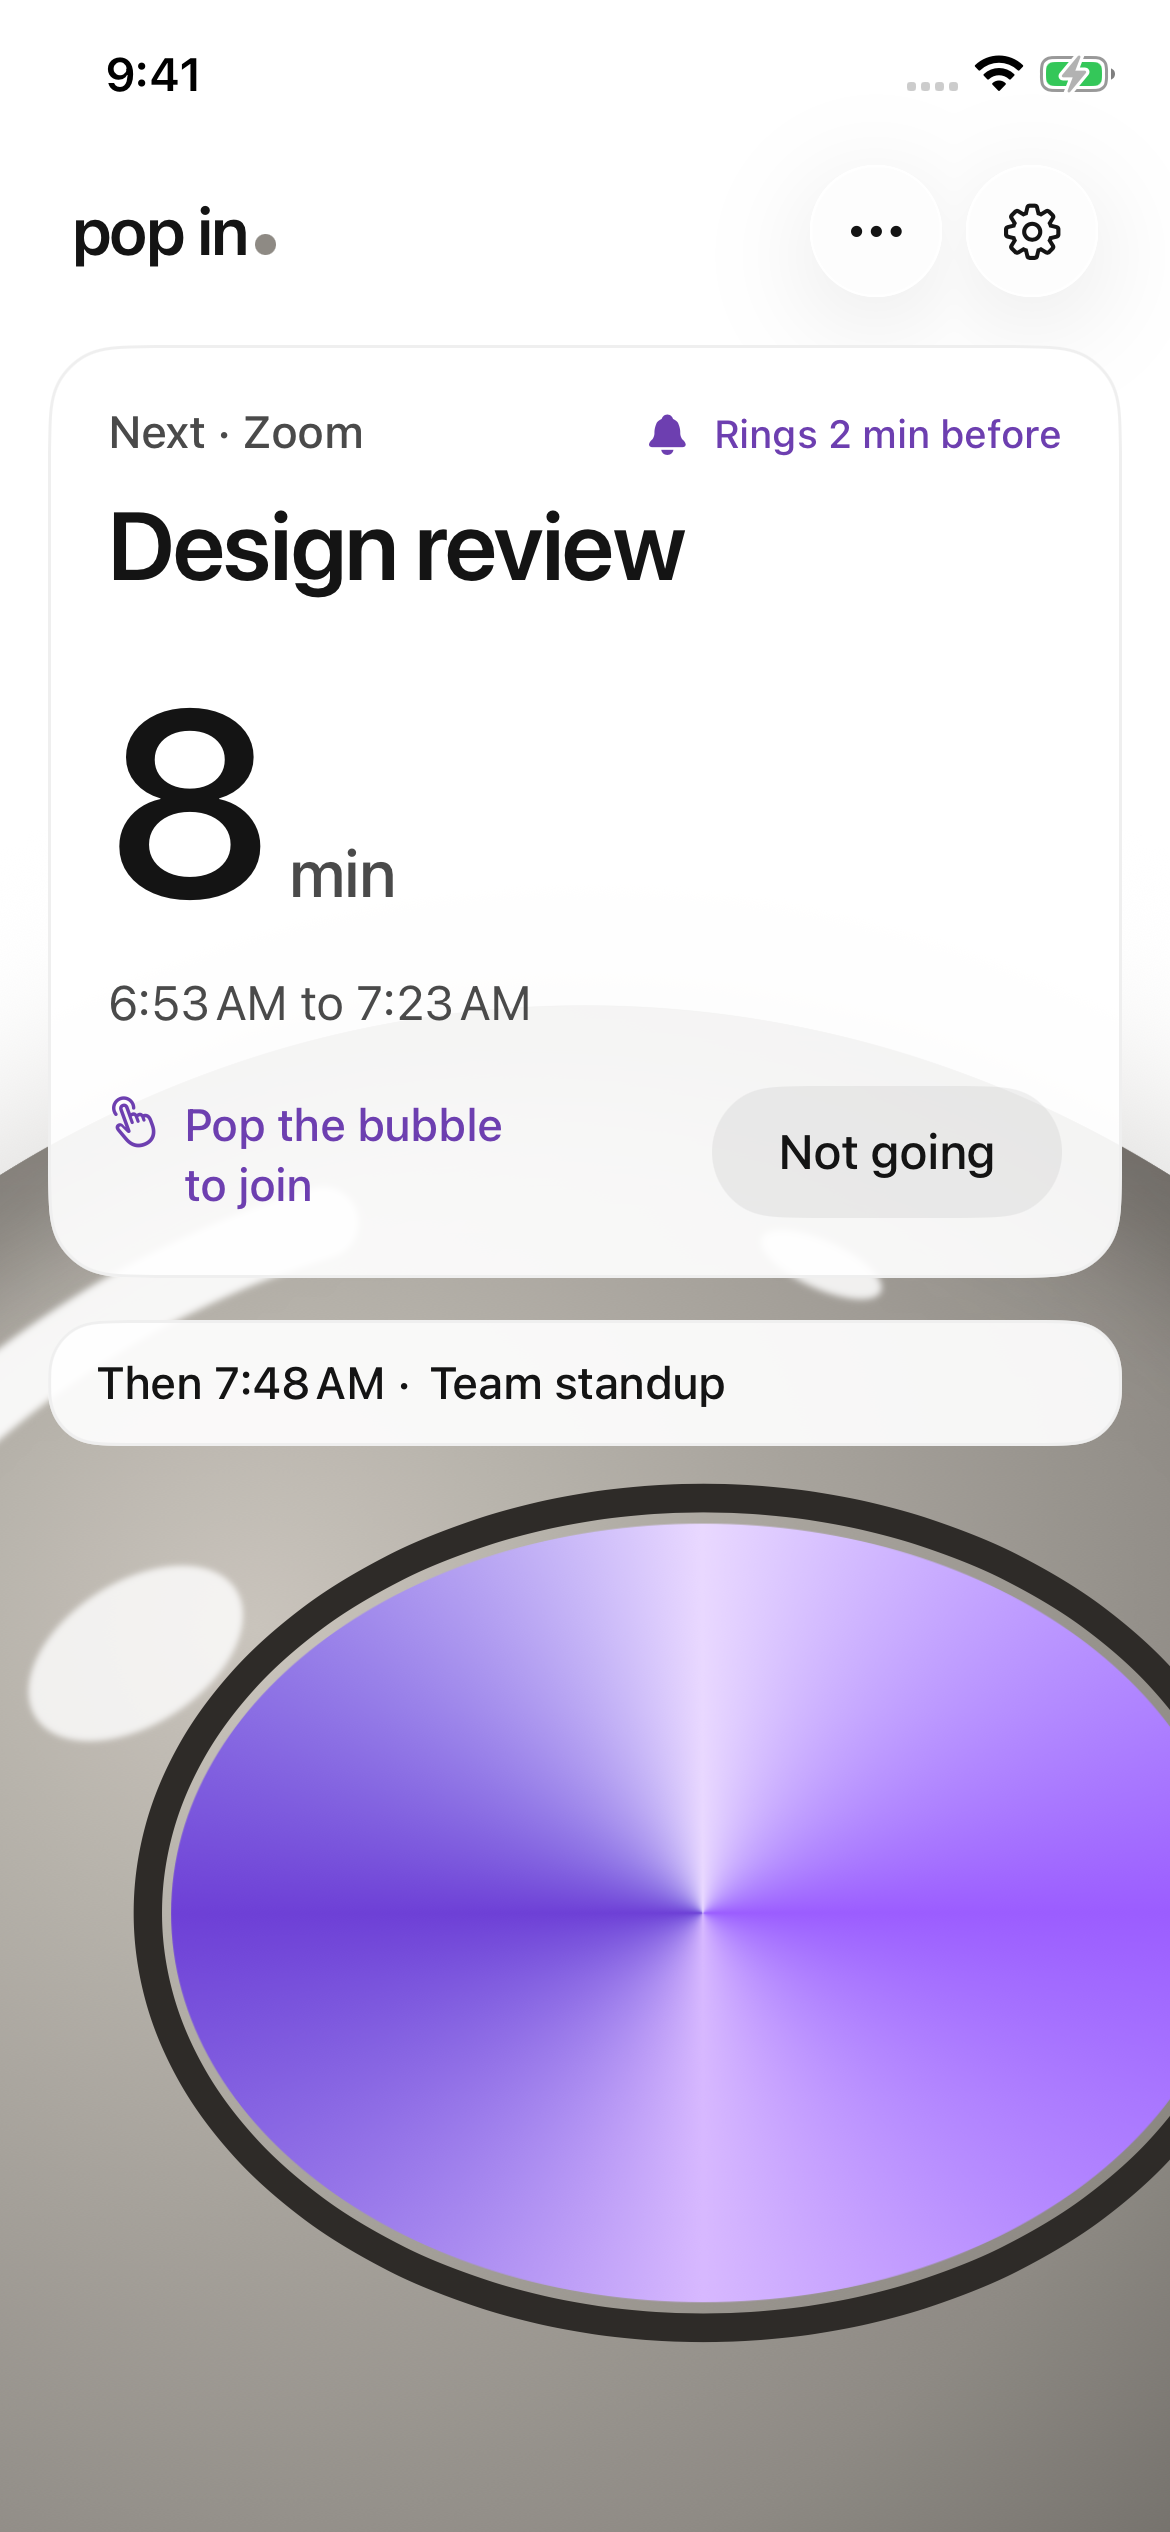 9:41
pop in
Next · Zoom
Rings 2 min before
Design review
8 min
6:53 AM to 7:23 AM
Pop the bubble
to join
Not going
Then 7:48 AM · Team standup